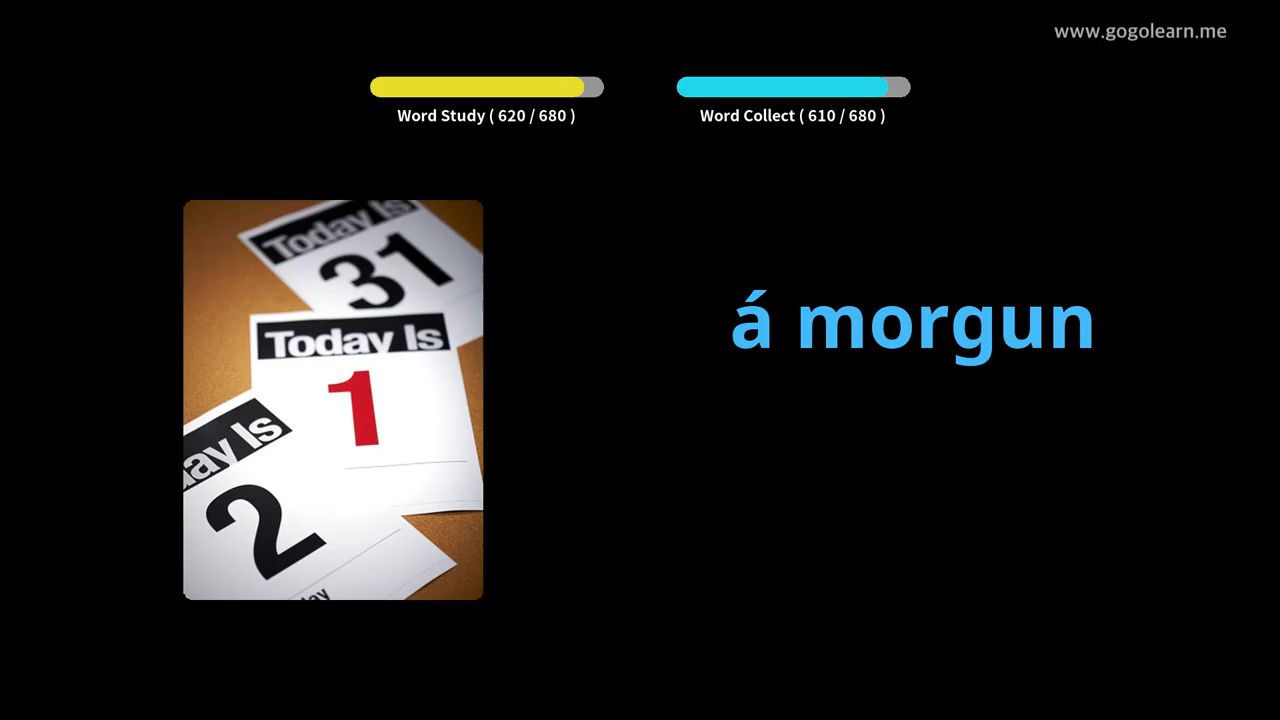 www.gogolearn.me
Word Study ( 620 / 680 )
Word Collect ( 610 / 680 )
Today Is
31
Today Is
1
ay Is
2
ay
á morgun